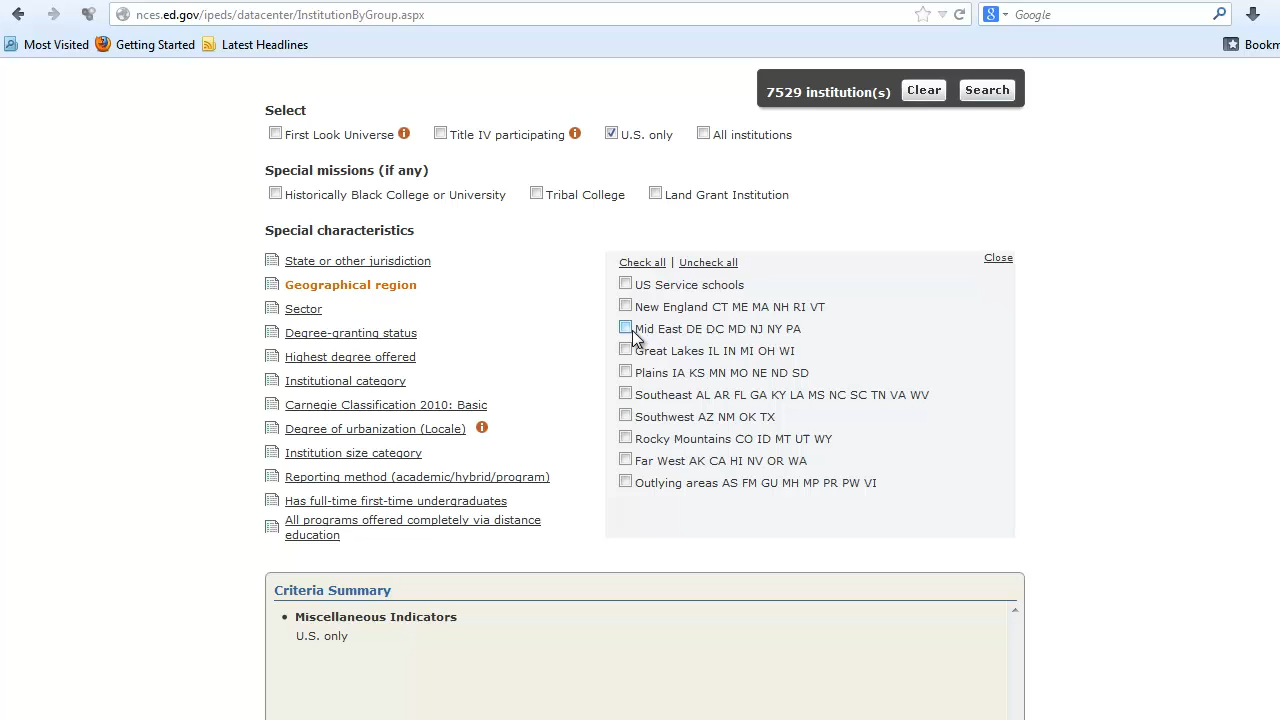 nces.ed.gov/ipeds/datacenter/InstitutionByGroup.aspx
Google
Most Visited Getting Started Latest Headlines Bookm
7529 institution(s) Clear Search
Select
First Look Universe Title IV participating U.S. only All institutions
Special missions (if any)
Historically Black College or University Tribal College Land Grant Institution
Special characteristics
State or other jurisdiction
Geographical region
Sector
Degree-granting status
Highest degree offered
Institutional category
Carnegie Classification 2010: Basic
Degree of urbanization (Locale)
Institution size category
Reporting method (academic/hybrid/program)
Has full-time first-time undergraduates
All programs offered completely via distance
education
Check all | Uncheck all Close
US Service schools
New England CT ME MA NH RI VT
Mid East DE DC MD NJ NY PA
Great Lakes IL IN MI OH WI
Plains IA KS MN MO NE ND SD
Southeast AL AR FL GA KY LA MS NC SC TN VA WV
Southwest AZ NM OK TX
Rocky Mountains CO ID MT UT WY
Far West AK CA HI NV OR WA
Outlying areas AS FM GU MH MP PR PW VI
Criteria Summary
Miscellaneous Indicators
U.S. only